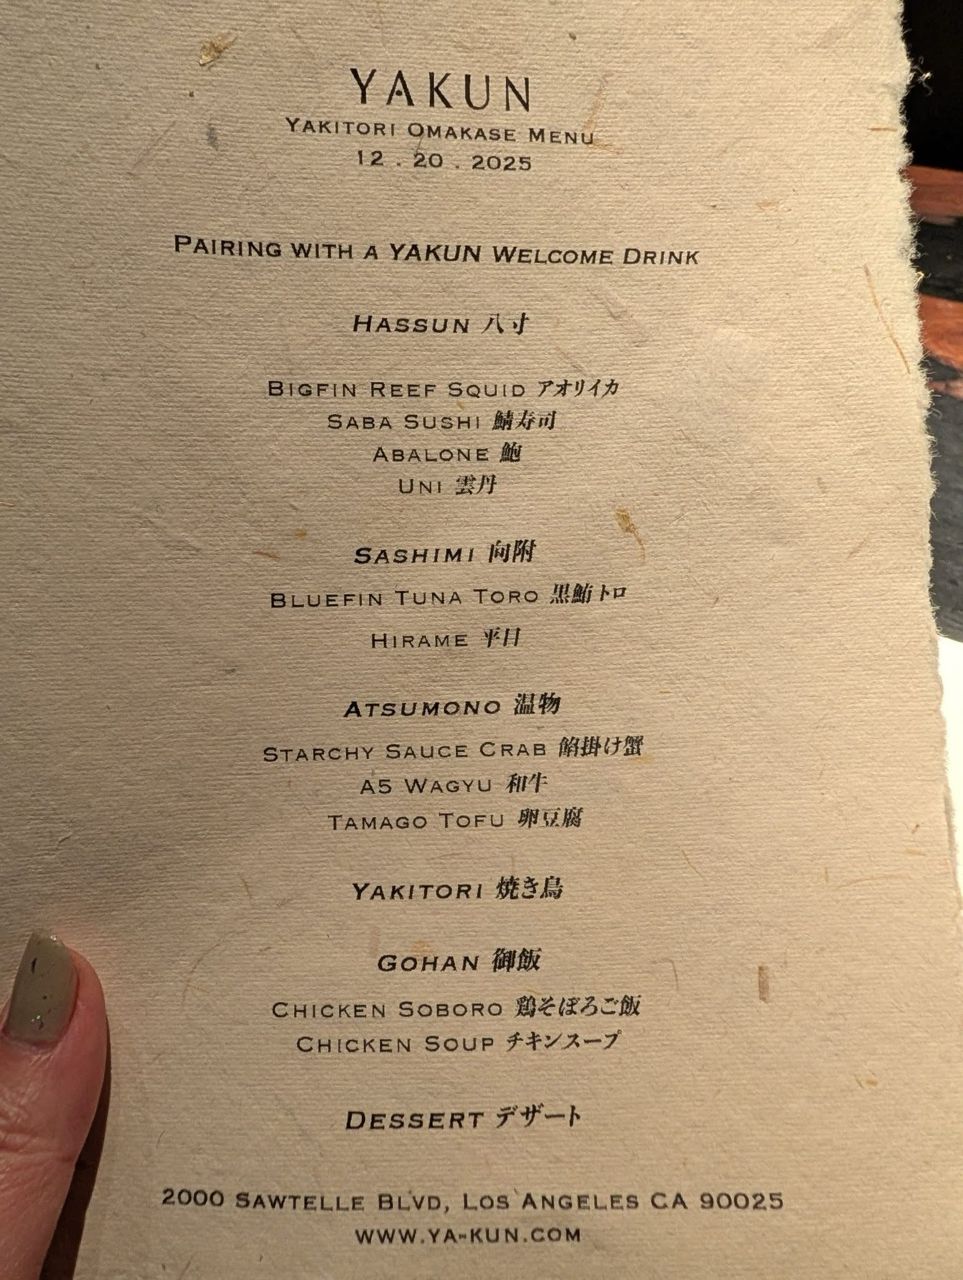 YAKUN
YAKITORI OMAKASE MENU
12 . 20 . 2025
PAIRING WITH A YAKUN WELCOME DRINK
HASSUN 八寸
BIGFIN REEF SQUID アオリイカ
SABA SUSHI 鯖寿司
ABALONE 鮑
UNI 雲丹
SASHIMI 向附
BLUEFIN TUNA TORO 黒鮪トロ
HIRAME 平目
ATSUMONO 温物
STARCHY SAUCE CRAB 餡掛け蟹
A5 WAGYU 和牛
TAMAGO TOFU 卵豆腐
YAKITORI 焼き鳥
GOHAN 御飯
CHICKEN SOBORO 鶏そぼろご飯
CHICKEN SOUP チキンスープ
DESSERT デザート
2000 SAWTELLE BLVD, LOS ANGELES CA 90025
WWW.YA-KUN.COM